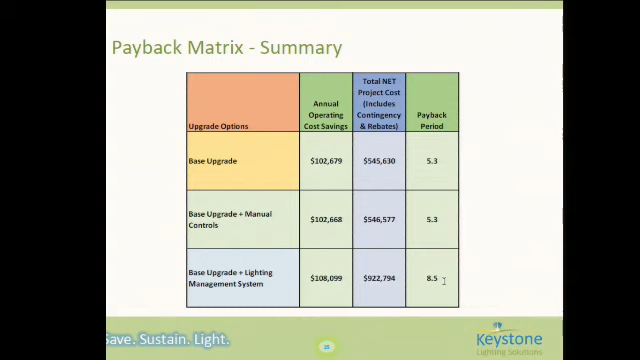 Payback Matrix - Summary
Upgrade Options
Annual
Operating
Cost Savings
Total NET
Project Cost
(Includes
Contingency
& Rebates)
Payback
Period
Base Upgrade
$102,679
$545,630
5.3
Base Upgrade + Manual
Controls
$102,668
$546,577
5.3
Base Upgrade + Lighting
Management System
$108,099
$922,794
8.5
Save. Sustain. Light.
25
Keystone
Lighting Solutions